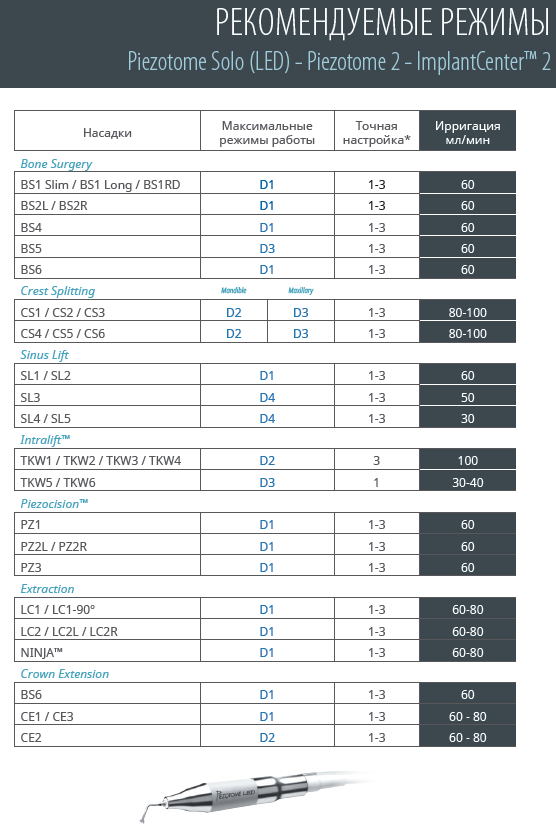 РЕКОМЕНДУЕМЫЕ РЕЖИМЫ
Piezotome Solo (LED) - Piezotome 2 - ImplantCenter™ 2
Насадки Максимальные режимы работы Точная настройка* Ирригация мл/мин
Bone Surgery
BS1 Slim / BS1 Long / BS1RD D1 1-3 60
BS2L / BS2R D1 1-3 60
BS4 D1 1-3 60
BS5 D3 1-3 60
BS6 D1 1-3 60
Crest Splitting Mandible Maxillary
CS1 / CS2 / CS3 D2 D3 1-3 80-100
CS4 / CS5 / CS6 D2 D3 1-3 80-100
Sinus Lift
SL1 / SL2 D1 1-3 60
SL3 D4 1-3 50
SL4 / SL5 D4 1-3 30
Intralift™
TKW1 / TKW2 / TKW3 / TKW4 D2 3 100
TKW5 / TKW6 D3 1 30-40
Piezocision™
PZ1 D1 1-3 60
PZ2L / PZ2R D1 1-3 60
PZ3 D1 1-3 60
Extraction
LC1 / LC1-90° D1 1-3 60-80
LC2 / LC2L / LC2R D1 1-3 60-80
NINJA™ D1 1-3 60-80
Crown Extension
BS6 D1 1-3 60
CE1 / CE3 D1 1-3 60 - 80
CE2 D2 1-3 60 - 80
PIEZOTOME LED